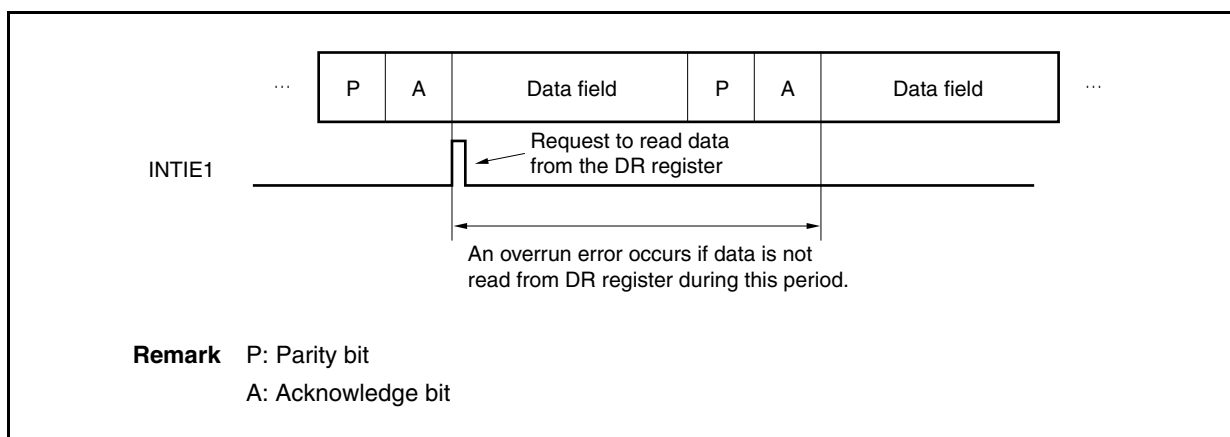 … P A Data field P A Data field …
INTIE1
Request to read data
from the DR register
An overrun error occurs if data is not
read from DR register during this period.
Remark P: Parity bit
A: Acknowledge bit